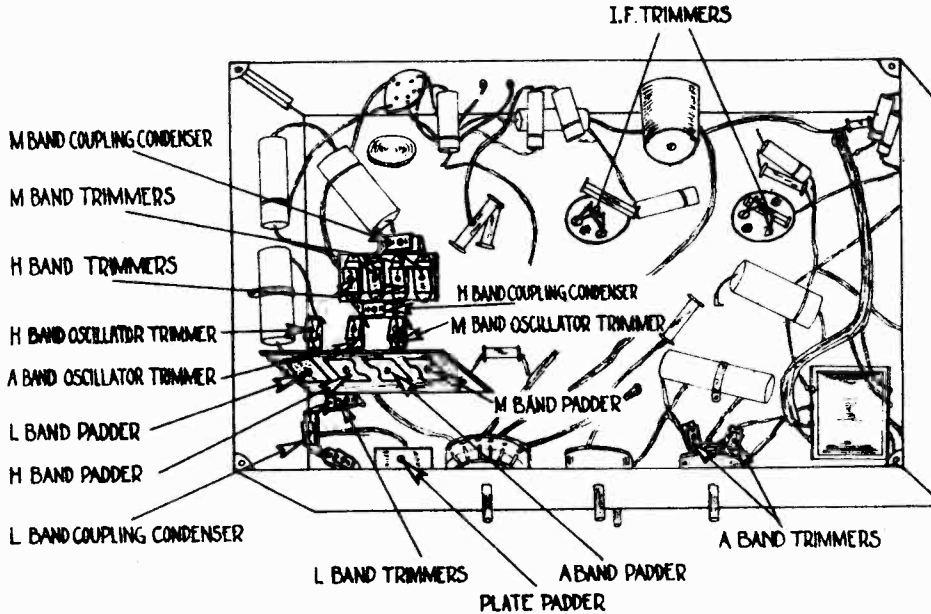 I.F. TRIMMERS
M BAND COUPLING CONDENSER
M BAND TRIMMERS
H BAND TRIMMERS
H BAND COUPLING CONDENSER
H BAND OSCILLATOR TRIMMER
M BAND OSCILLATOR TRIMMER
A BAND OSCILLATOR TRIMMER
M BAND PADDER
L BAND PADDER
H BAND PADDER
L BAND COUPLING CONDENSER
A BAND TRIMMERS
L BAND TRIMMERS
A BAND PADDER
PLATE PADDER